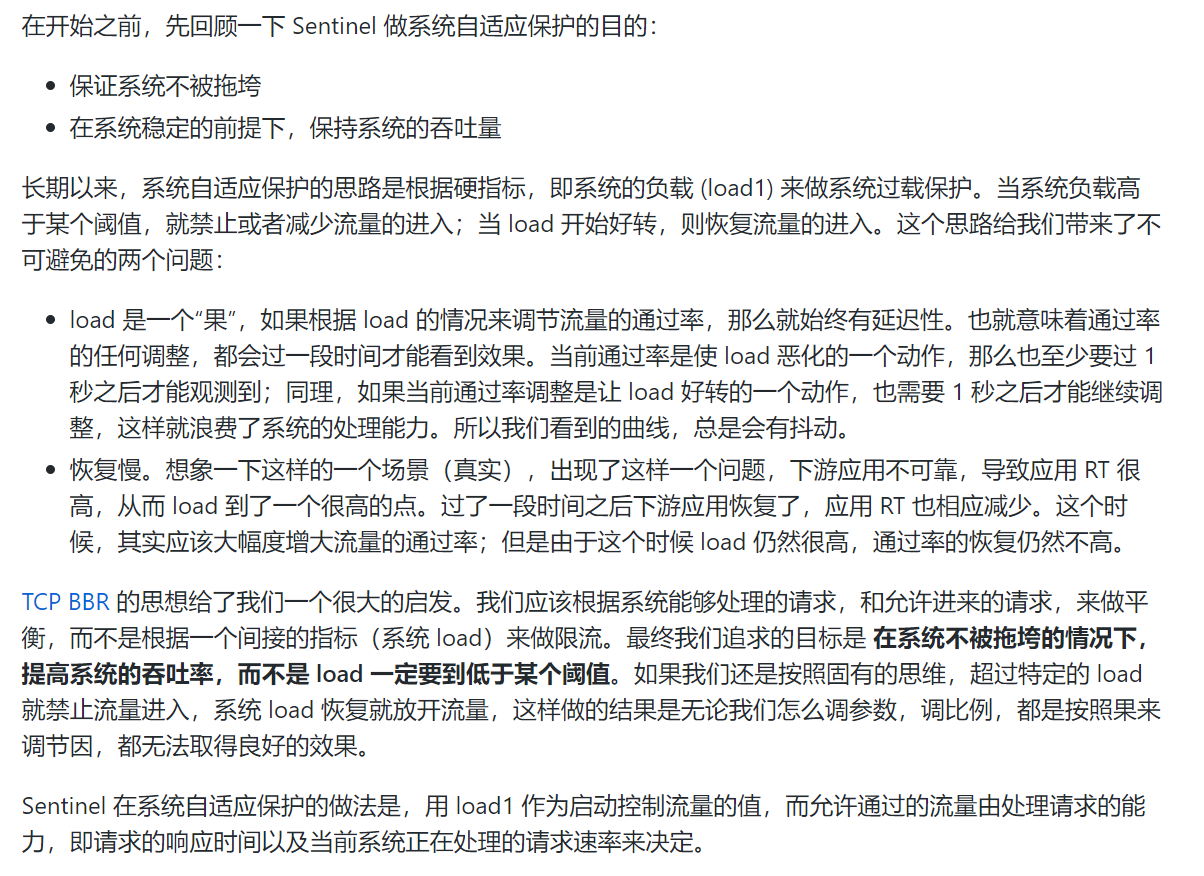 在开始之前，先回顾一下 Sentinel 做系统自适应保护的目的：
保证系统不被拖垮
在系统稳定的前提下，保持系统的吞吐量
长期以来，系统自适应保护的思路是根据硬指标，即系统的负载 (load1) 来做系统过载保护。当系统负载高
于某个阈值，就禁止或者减少流量的进入；当 load 开始好转，则恢复流量的进入。这个思路给我们带来了不
可避免的两个问题：
load 是一个“果”，如果根据 load 的情况来调节流量的通过率，那么就始终有延迟性。也就意味着通过率
的任何调整，都会过一段时间才能看到效果。当前通过率是使 load 恶化的一个动作，那么也至少要过 1
秒之后才能观测到；同理，如果当前通过率调整是让 load 好转的一个动作，也需要 1 秒之后才能继续调
整，这样就浪费了系统的处理能力。所以我们看到的曲线，总是会有抖动。
恢复慢。想象一下这样的一个场景（真实），出现了这样一个问题，下游应用不可靠，导致应用 RT 很
高，从而 load 到了一个很高的点。过了一段时间之后下游应用恢复了，应用 RT 也相应减少。这个时
候，其实应该大幅度增大流量的通过率；但是由于这个时候 load 仍然很高，通过率的恢复仍然不高。
TCP BBR 的思想给了我们一个很大的启发。我们应该根据系统能够处理的请求，和允许进来的请求，来做平
衡，而不是根据一个间接的指标（系统 load）来做限流。最终我们追求的目标是 在系统不被拖垮的情况下，
提高系统的吞吐率，而不是 load 一定要到低于某个阈值。如果我们还是按照固有的思维，超过特定的 load
就禁止流量进入，系统 load 恢复就放开流量，这样做的结果是无论我们怎么调参数，调比例，都是按照果来
调节因，都无法取得良好的效果。
Sentinel 在系统自适应保护的做法是，用 load1 作为启动控制流量的值，而允许通过的流量由处理请求的能
力，即请求的响应时间以及当前系统正在处理的请求速率来决定。